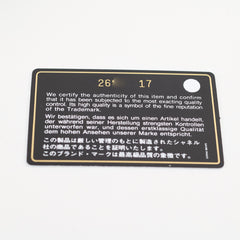 26 17
We certify the authenticity of this item and confirm
that it has been subjected to the most exacting quality
control. Its high quality is a symbol of the fine reputation
of the Trademark.
Wir bestätigen, dass es sich um einen Artikel handelt,
der während seiner Herstellung strengsten Kontrollen
unterworfen war, und dessen erstklassige Qualität
dem hohen Ansehen unserer Marke entspricht.
この製品は厳しい管理のもとに製造されたシャネル
社の製品であることを証明いたします。
このブランド・マークは最高級品質の象徴です。